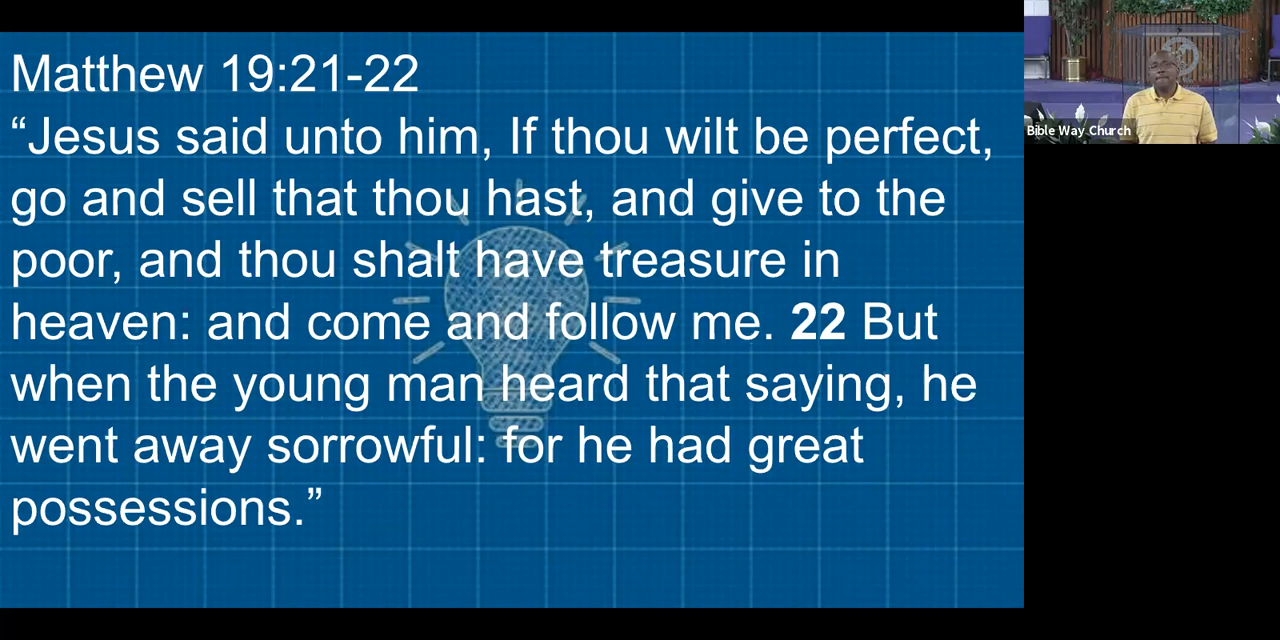 Matthew 19:21-22
“Jesus said unto him, If thou wilt be perfect,
go and sell that thou hast, and give to the
poor, and thou shalt have treasure in
heaven: and come and follow me. 22 But
when the young man heard that saying, he
went away sorrowful: for he had great
possessions.”
Bible Way Church